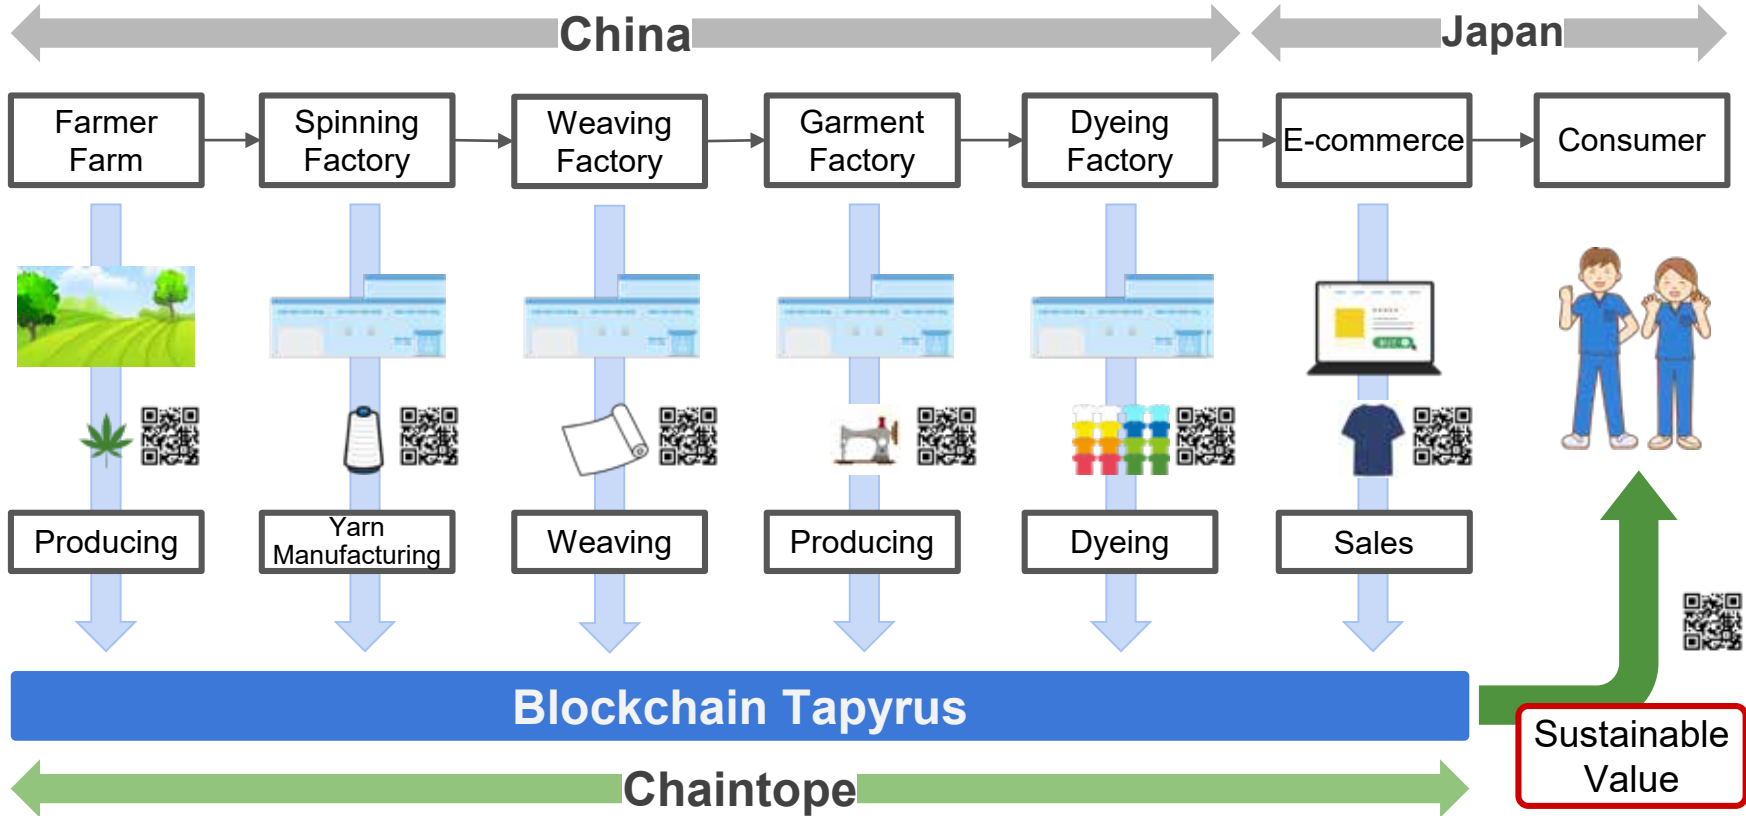 China
Japan
Farmer
Farm
Spinning
Factory
Weaving
Factory
Garment
Factory
Dyeing
Factory
E-commerce
Consumer
Producing
Yarn
Manufacturing
Weaving
Producing
Dyeing
Sales
Blockchain Tapyrus
Sustainable
Value
Chaintope